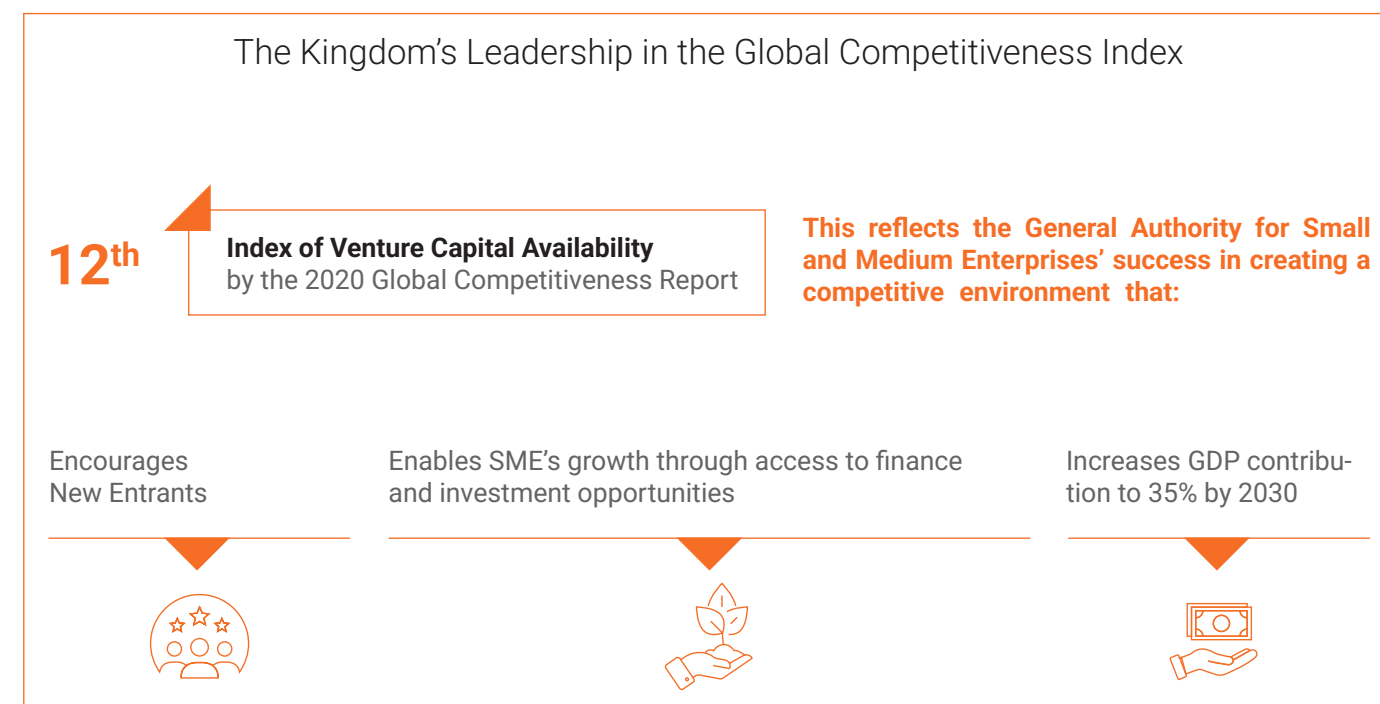 The Kingdom’s Leadership in the Global Competitiveness Index
12th
Index of Venture Capital Availability
by the 2020 Global Competitiveness Report
This reflects the General Authority for Small
and Medium Enterprises’ success in creating a
competitive environment that:
Encourages
New Entrants
Enables SME’s growth through access to finance
and investment opportunities
Increases GDP contribu-
tion to 35% by 2030